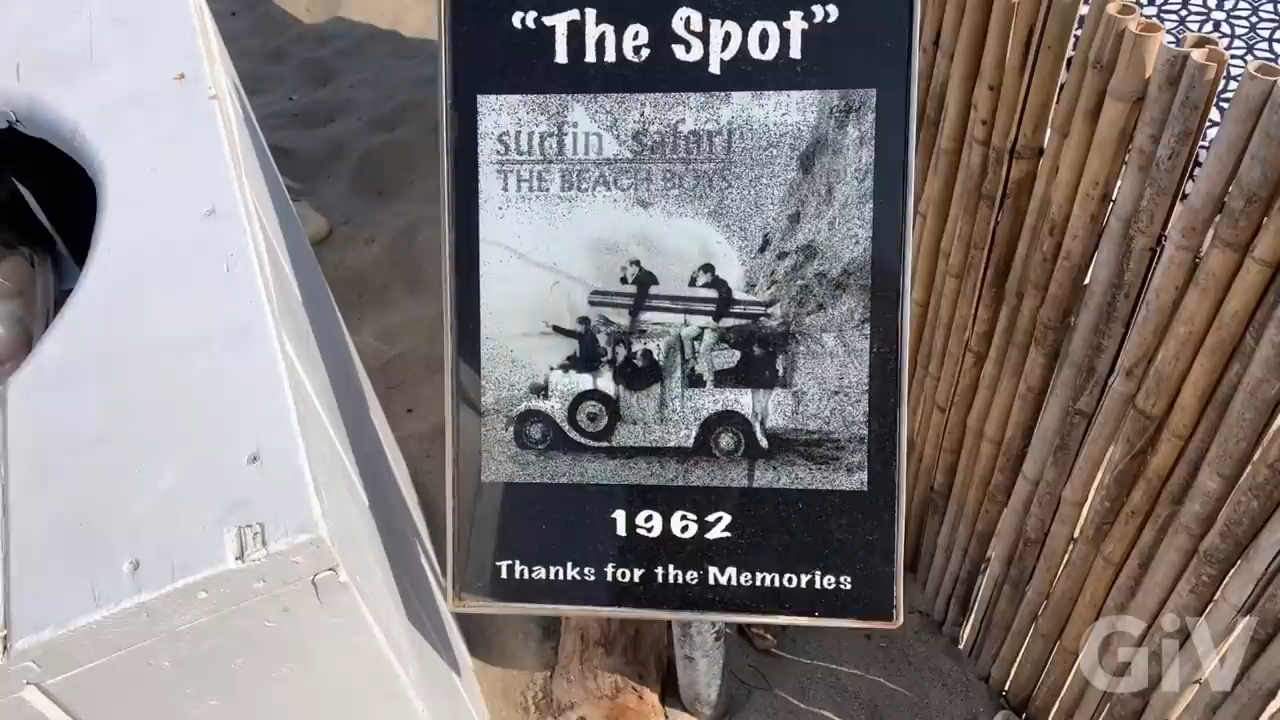 “The Spot”
surfin safari
THE BEACH BOYS
1962
Thanks for the Memories
GiV